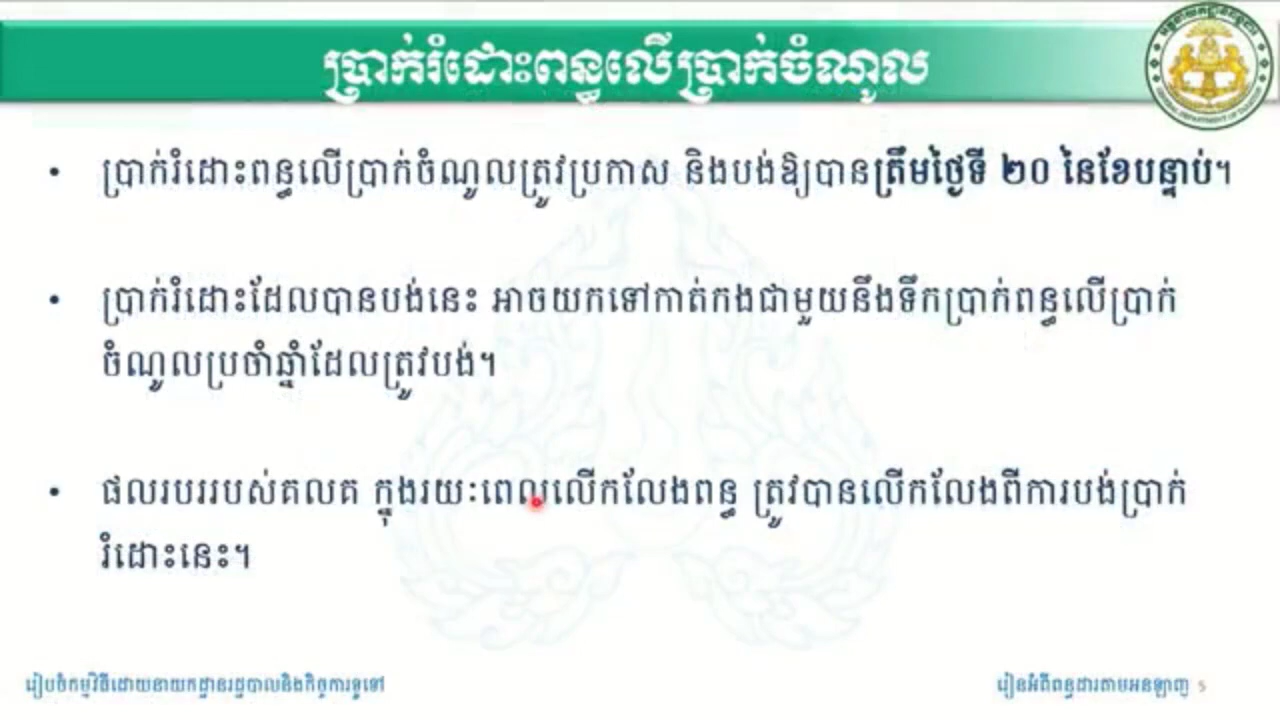 ប្រាក់រំដោះពន្ធលើប្រាក់ចំណូល
• ប្រាក់រំដោះពន្ធលើប្រាក់ចំណូលត្រូវប្រកាស និងបង់ឱ្យបានត្រឹមថ្ងៃទី ២០ នៃខែបន្ទាប់។
• ប្រាក់រំដោះដែលបានបង់នេះ អាចយកទៅកាត់កងជាមួយនឹងទឹកប្រាក់ពន្ធលើប្រាក់
ចំណូលប្រចាំឆ្នាំដែលត្រូវបង់។
• ផលរបររបស់គលគ ក្នុងរយៈពេលលើកលែងពន្ធ ត្រូវបានលើកលែងពីការបង់ប្រាក់
រំដោះនេះ។
រៀបចំកម្មវិធីដោយនាយកដ្ឋានរដ្ឋបាលនិងកិច្ចការទូទៅ
រៀនអំពីពន្ធដារតាមអនឡាញ 5